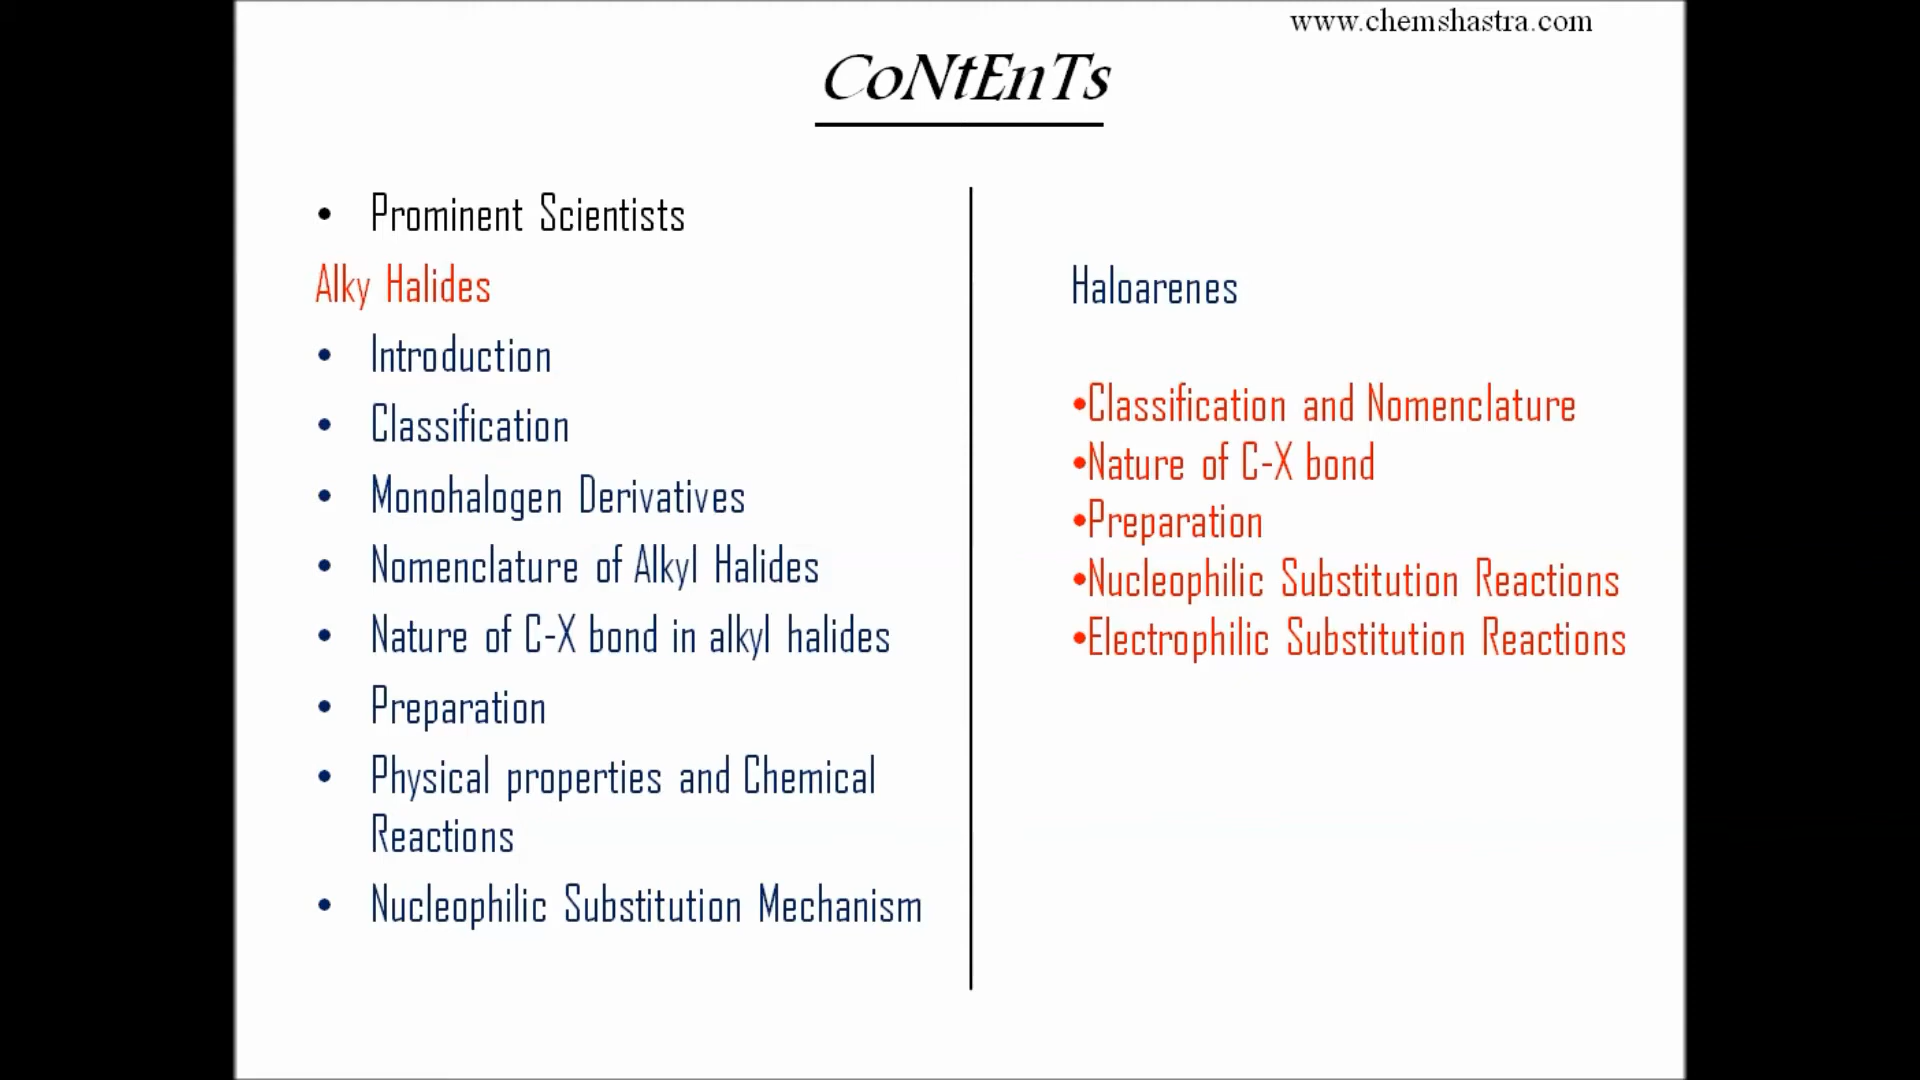 www.chemshastra.com
CoNtEnTs
• Prominent Scientists
Alky Halides
• Introduction
• Classification
• Monohalogen Derivatives
• Nomenclature of Alkyl Halides
• Nature of C-X bond in alkyl halides
• Preparation
• Physical properties and Chemical
Reactions
• Nucleophilic Substitution Mechanism
Haloarenes
•Classification and Nomenclature
•Nature of C-X bond
•Preparation
•Nucleophilic Substitution Reactions
•Electrophilic Substitution Reactions